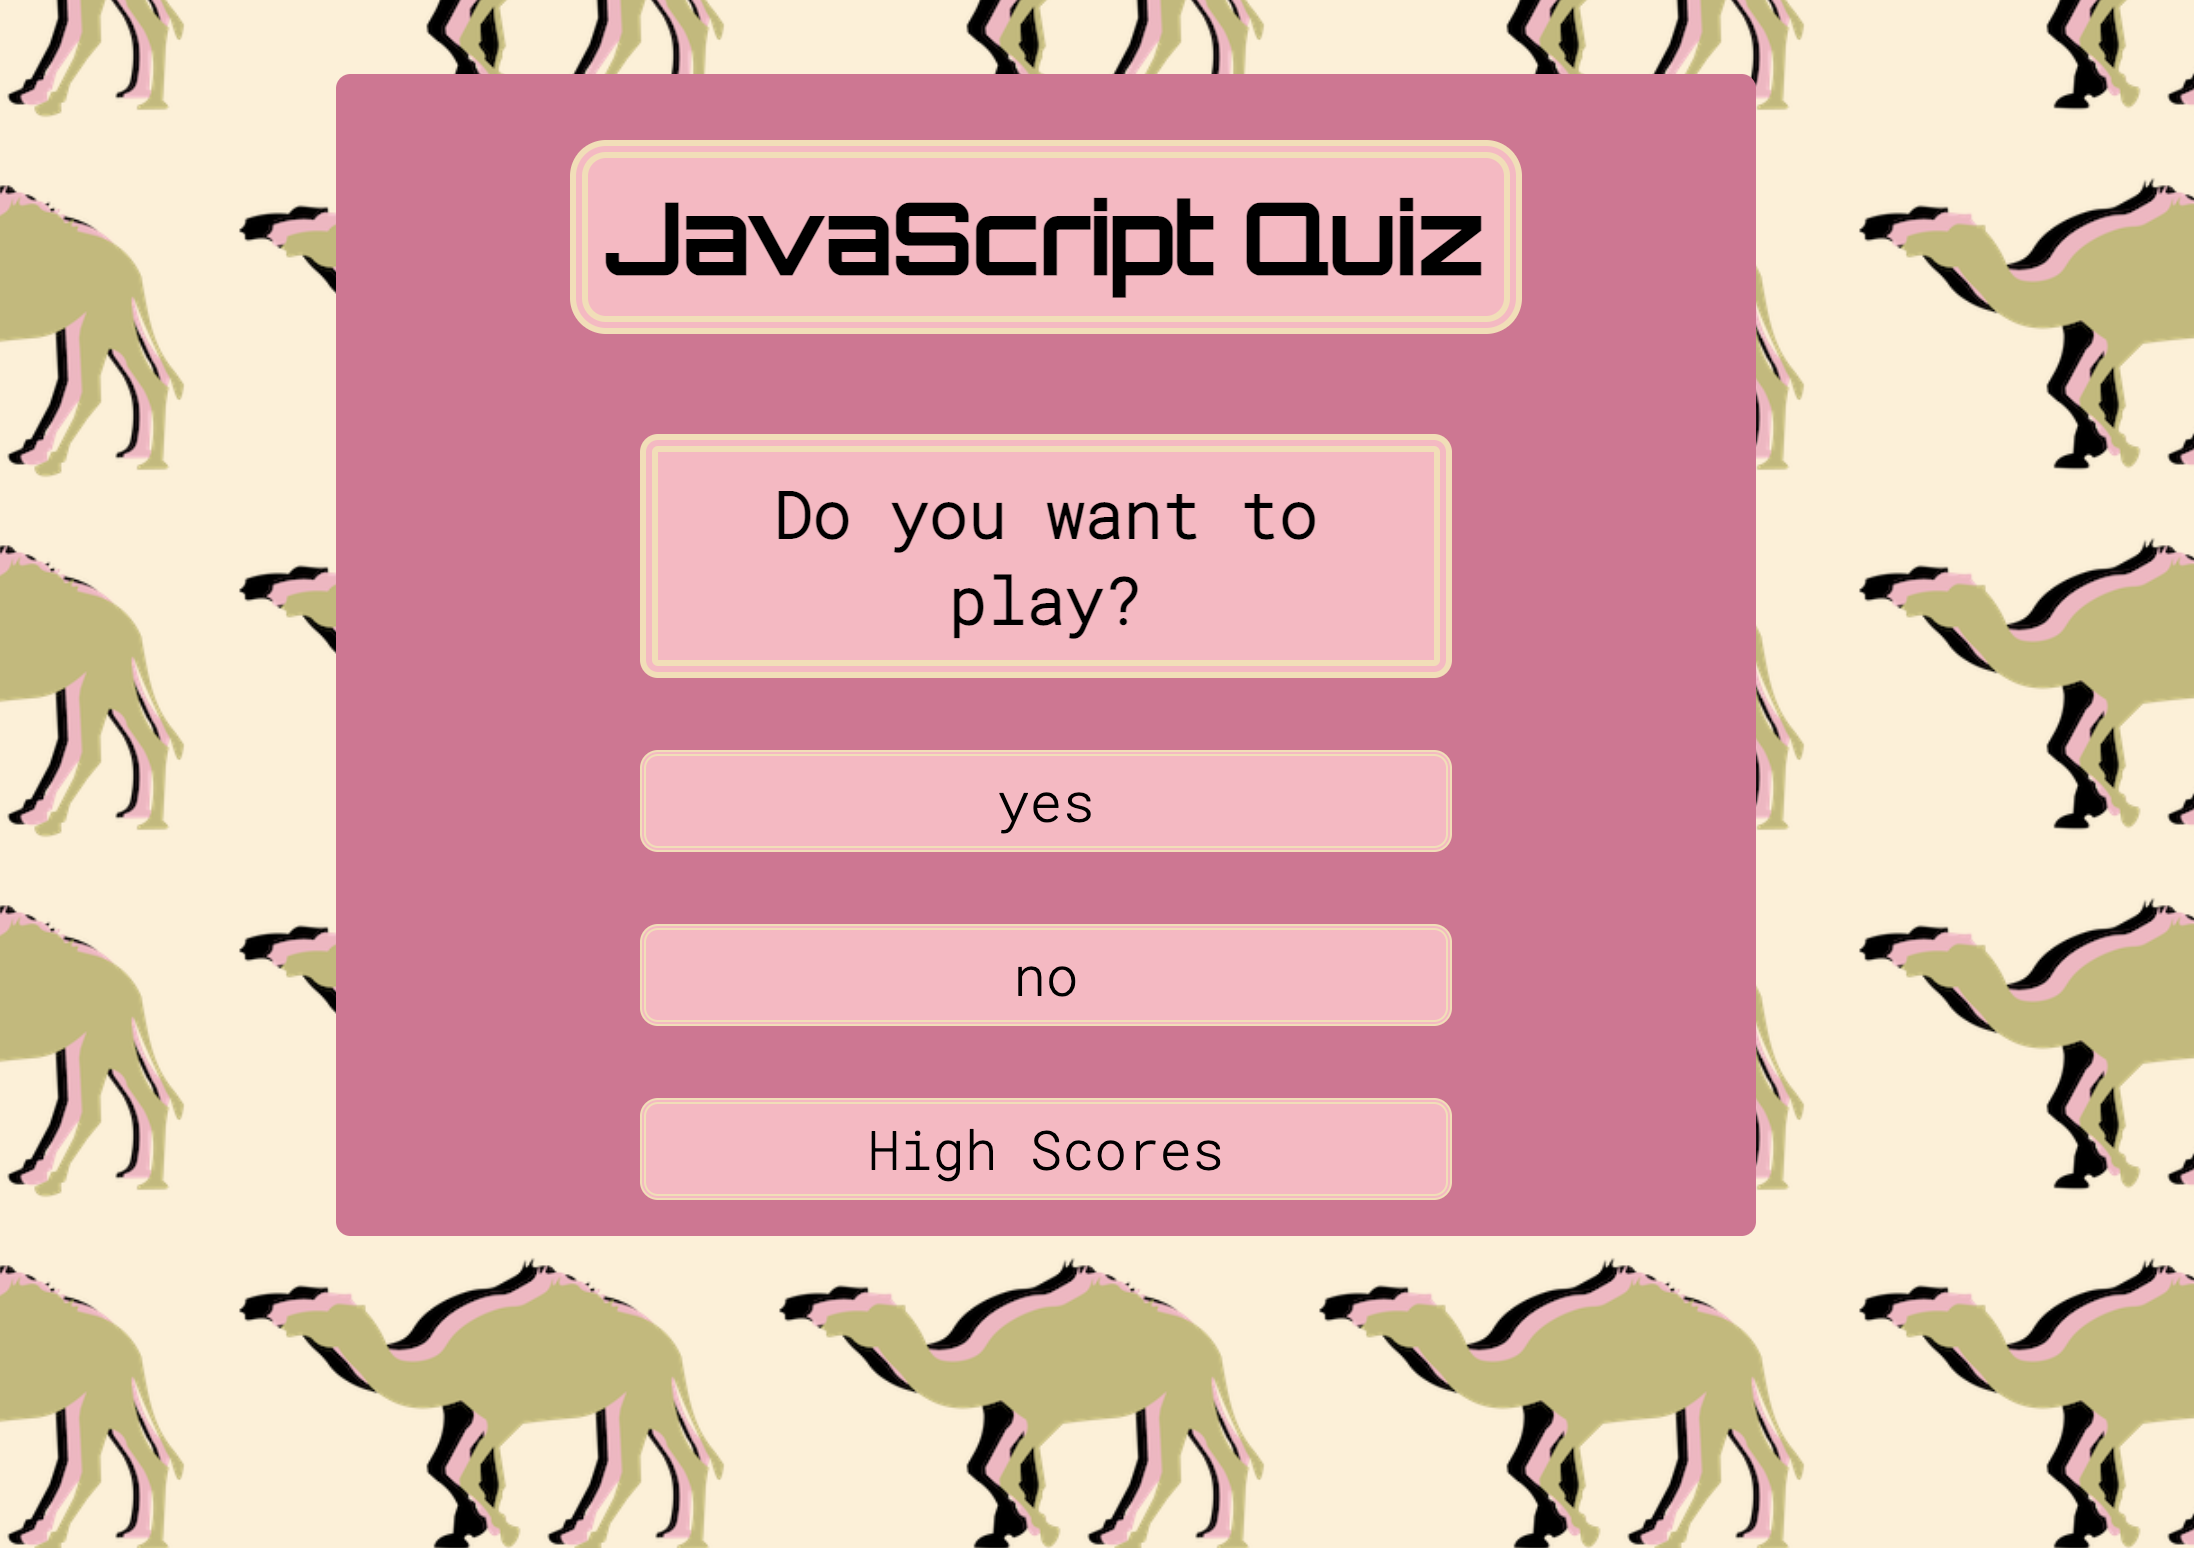 JavaScript Quiz
Do you want to
play?
yes
no
High Scores